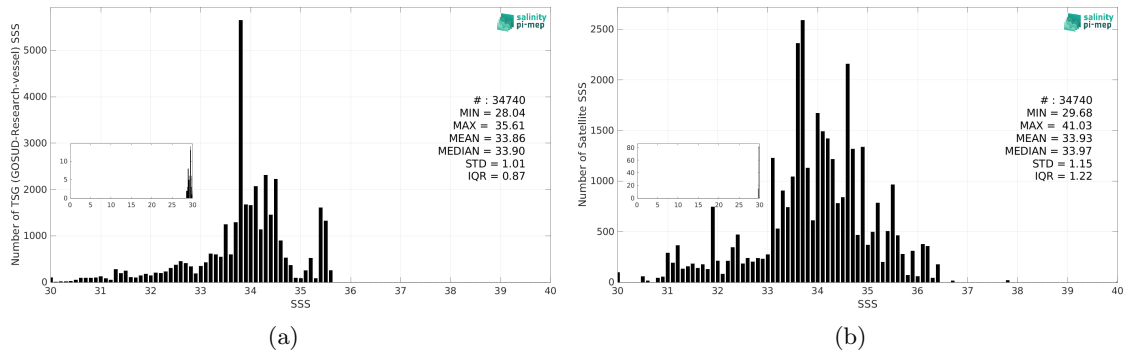 salinity
pi-mep
Number of TSG (GOSUD-Research-vessel) SSS
5000
4000
3000
2000
1000
0
# : 34740
MIN = 28.04
MAX = 35.61
MEAN = 33.86
MEDIAN = 33.90
STD = 1.01
IQR = 0.87
10
5
0
0 5 10 15 20 25 30
30 31 32 33 34 35 36 37 38 39 40
SSS
(a)
salinity
pi-mep
Number of Satellite SSS
2500
2000
1500
1000
500
0
# : 34740
MIN = 29.68
MAX = 41.03
MEAN = 33.93
MEDIAN = 33.97
STD = 1.15
IQR = 1.22
80
60
40
20
0
0 5 10 15 20 25 30
30 31 32 33 34 35 36 37 38 39 40
SSS
(b)